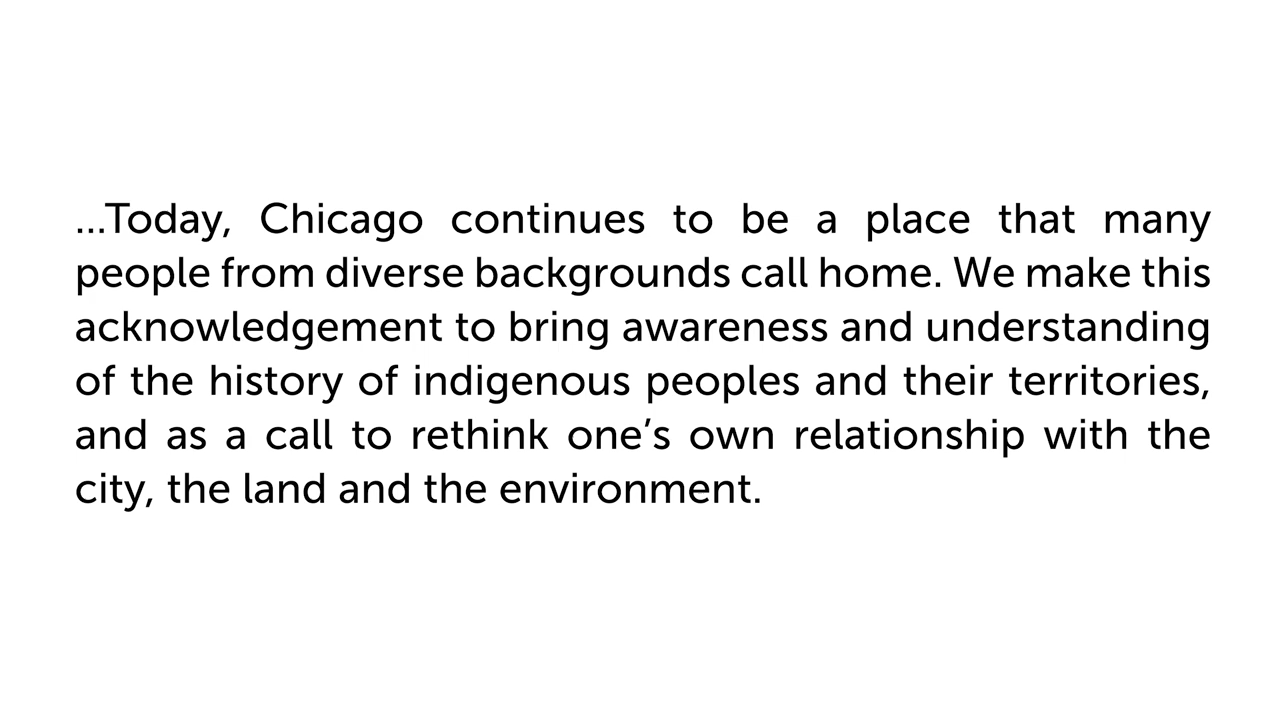 ...Today, Chicago continues to be a place that many
people from diverse backgrounds call home. We make this
acknowledgement to bring awareness and understanding
of the history of indigenous peoples and their territories,
and as a call to rethink one’s own relationship with the
city, the land and the environment.